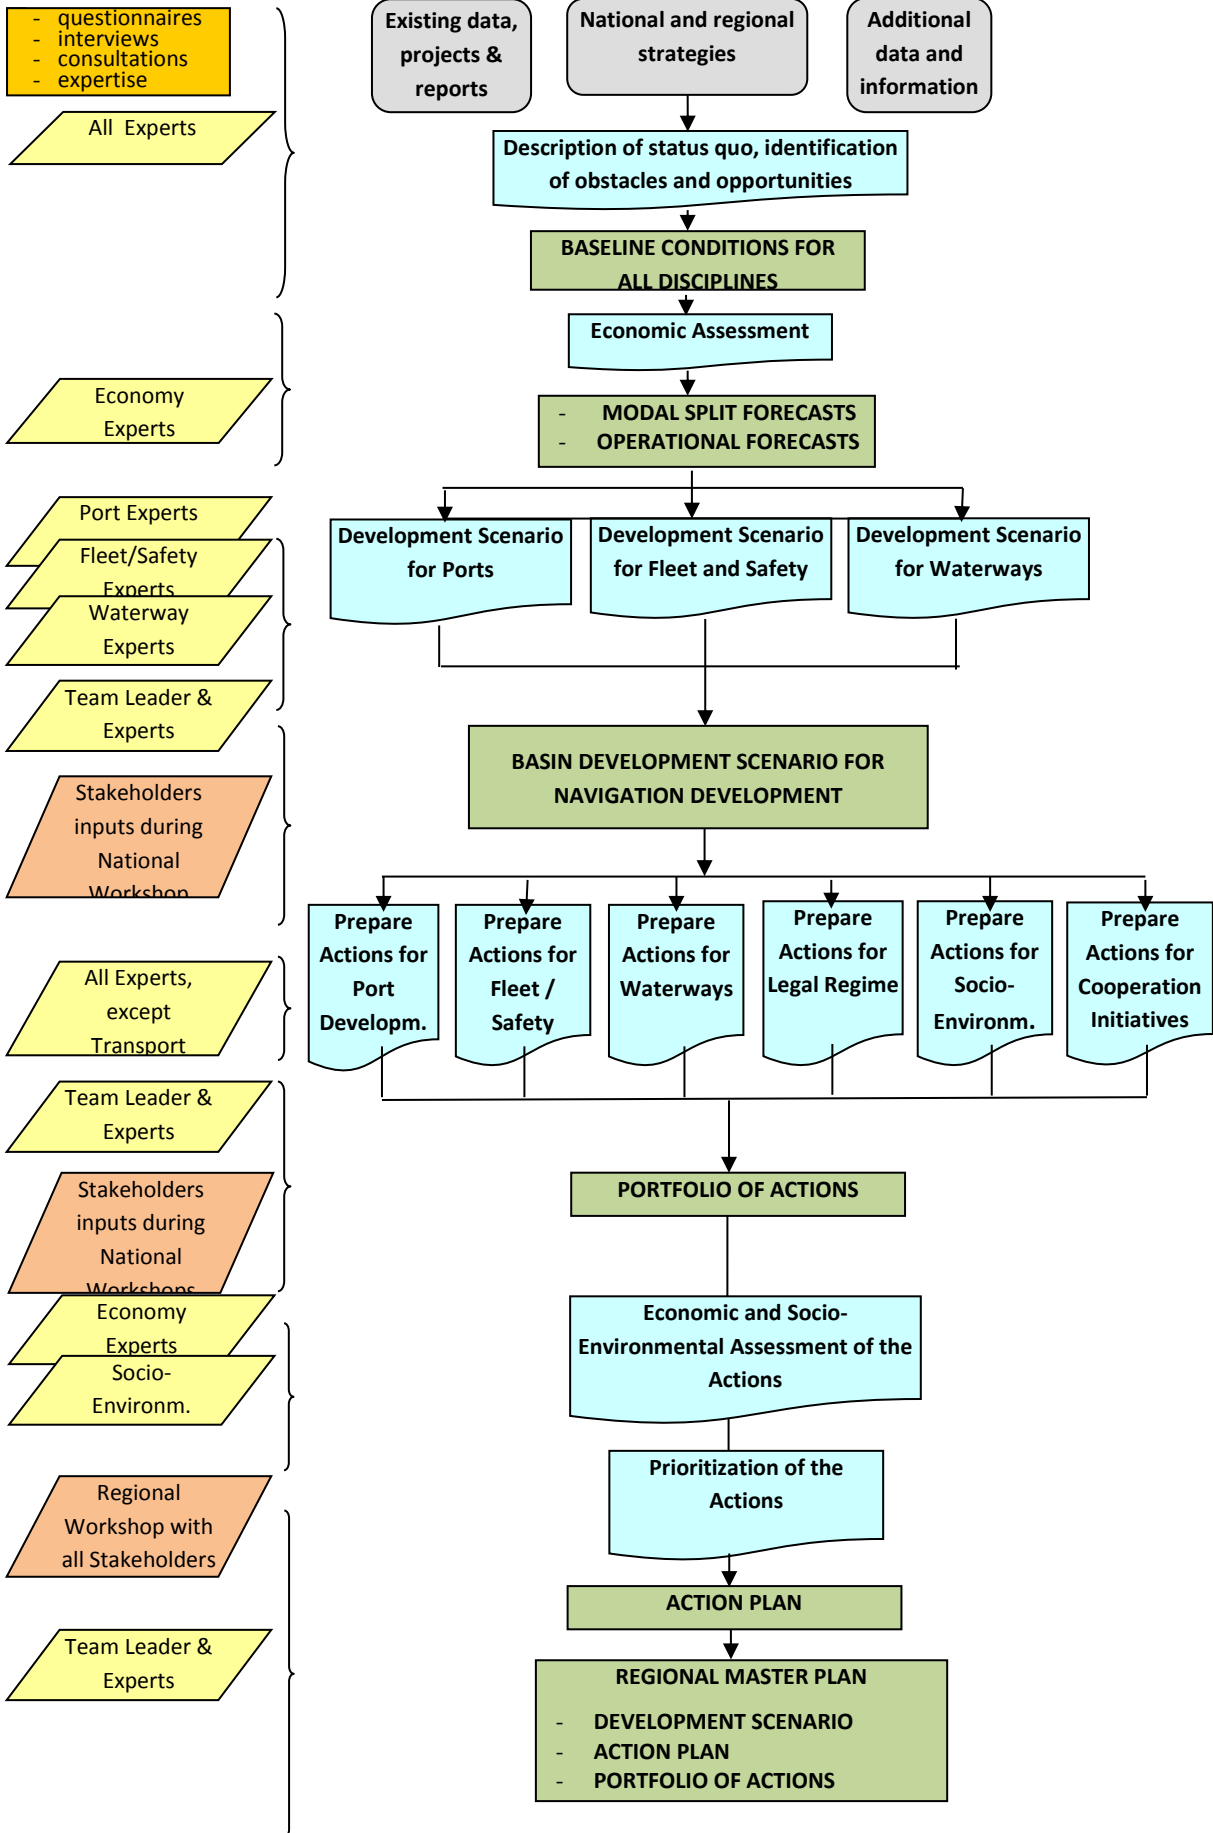 - questionnaires
- interviews
- consultations
- expertise
All Experts
Existing data,
projects &
reports
National and regional
strategies
Additional
data and
information
Description of status quo, identification
of obstacles and opportunities
BASELINE CONDITIONS FOR
ALL DISCIPLINES
Economic Assessment
Economy
Experts
- MODAL SPLIT FORECASTS
- OPERATIONAL FORECASTS
Port Experts
Fleet/Safety
Experts
Waterway
Experts
Development Scenario
for Ports
Development Scenario
for Fleet and Safety
Development Scenario
for Waterways
Team Leader &
Experts
BASIN DEVELOPMENT SCENARIO FOR
NAVIGATION DEVELOPMENT
Stakeholders
inputs during
National
Workshop
Prepare
Actions for
Port
Developm.
Prepare
Actions for
Fleet /
Safety
Prepare
Actions for
Waterways
Prepare
Actions for
Legal Regime
Prepare
Actions for
Socio-
Environm.
Prepare
Actions for
Cooperation
Initiatives
All Experts,
except
Transport
Team Leader &
Experts
PORTFOLIO OF ACTIONS
Stakeholders
inputs during
National
Workshops
Economy
Experts
Socio-
Environm.
Economic and Socio-
Environmental Assessment of the
Actions
Prioritization of the
Actions
Regional
Workshop with
all Stakeholders
ACTION PLAN
Team Leader &
Experts
REGIONAL MASTER PLAN
- DEVELOPMENT SCENARIO
- ACTION PLAN
- PORTFOLIO OF ACTIONS